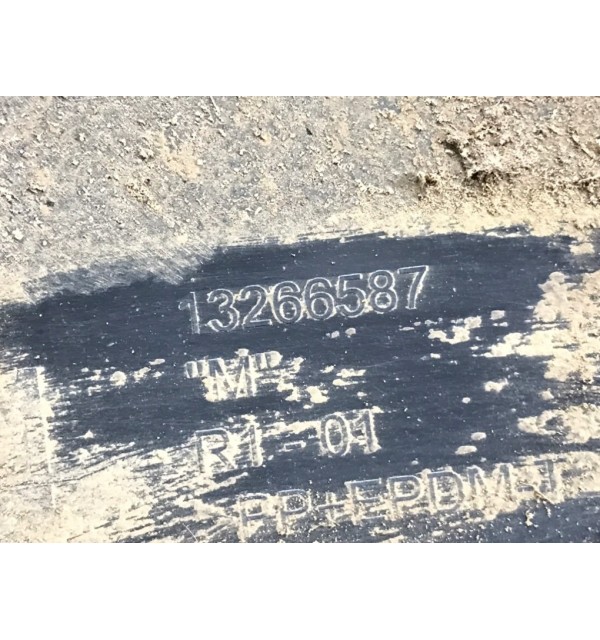 13266587
"M"
R1-01
PP+EPDM-T